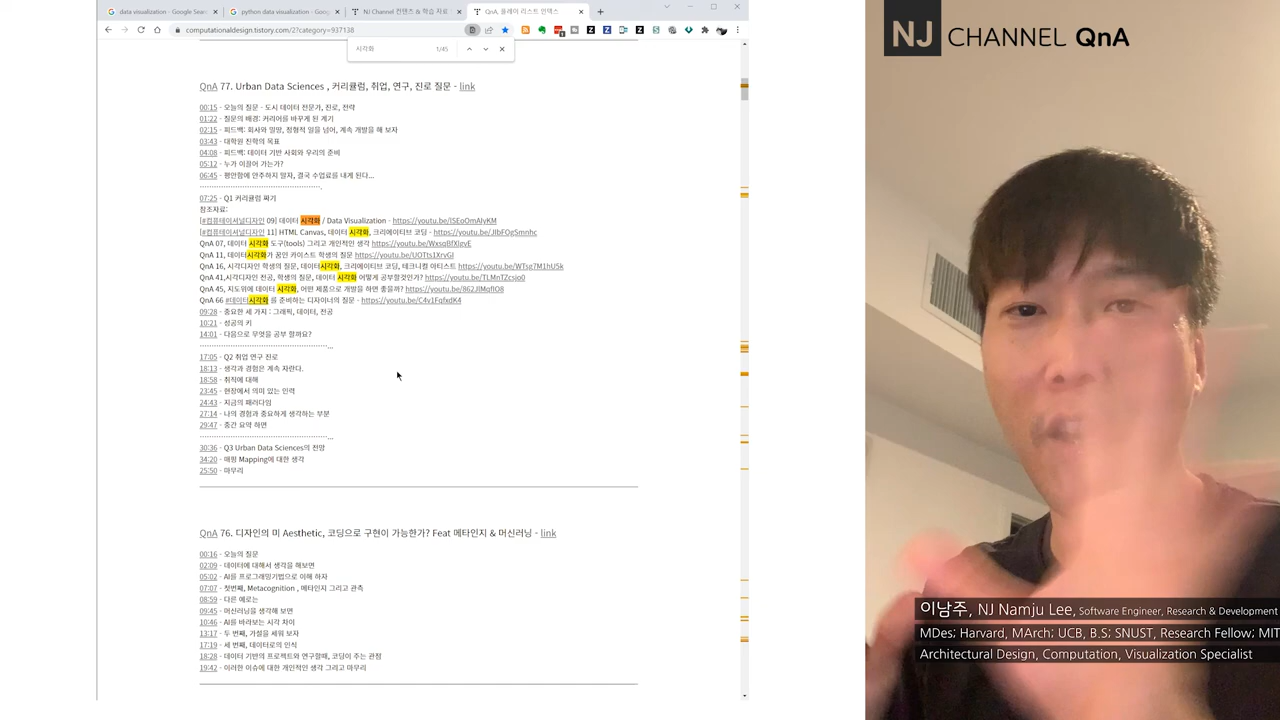 data visualization - Google Sear
python data visualization - Goog
NJ Channel 컨텐츠 & 학습 자료
QnA, 플레이 리스트 인덱스
computationaldesign.tistory.com/2?category=937138
시각화
1/45
QnA 77. Urban Data Sciences , 커리큘럼, 취업, 연구, 진로 질문 - link
00:15 - 오늘의 질문 - 도시 데이터 전문가, 진로, 전략
01:22 - 질문의 배경: 커리어를 바꾸게 된 계기
02:15 - 피드백: 회사와 밀망, 정형적 일을 넘어, 계속 개발을 해 보자
03:43 - 대학원 진학의 목표
04:08 - 피드백: 데이터 기반 사회와 우리의 준비
05:12 - 누가 이끌어 가는가?
06:45 - 평안함에 안주하지 말자, 결국 수업료를 내게 된다...
07:25 - Q1 커리큘럼 짜기
참조자료:
[#컴퓨테이셔널디자인 09] 데이터 시각화 / Data Visualization - https://youtu.be/lSEoOmAlyKM
[#컴퓨테이셔널디자인 11] HTML Canvas, 데이터 시각화, 크리에이티브 코딩 - https://youtu.be/JIbFOgSmnhc
QnA 07, 데이터 시각화 도구(tools) 그리고 개인적인 생각 https://youtu.be/WxsqBfXlgvE
QnA 11, 데이터 시각화가 꿈인 카이스트 학생의 질문 https://youtu.be/UOTts1XrvGI
QnA 16, 시각디자인 학생의 질문, 데이터시각화, 크리에이티브 코딩, 테크니컬 아티스트 https://youtu.be/WTsg7M1hU5k
QnA 41,시각디자인 전공, 학생의 질문, 데이터 시각화 어떻게 공부할것인가? https://youtu.be/TLMnTZcsjo0
QnA 45, 지도위에 데이터 시각화, 어떤 제품으로 개발을 하면 좋을까? https://youtu.be/862JlMqflO8
QnA 66 #데이터시각화 를 준비하는 디자이너의 질문 - https://youtu.be/C4v1FqfxdK4
09:28 - 중요한 세 가지 : 그래픽, 데이터, 전공
10:21 - 성공의 키
14:01 - 다음으로 무엇을 공부 할까요?
17:05 - Q2 취업 연구 진로
18:13 - 생각과 경험은 계속 자란다.
18:58 - 취직에 대해
23:45 - 현장에서 의미 있는 인력
24:43 - 지금의 패러다임
27:14 - 나의 경험과 중요하게 생각하는 부분
29:47 - 중간 요약 하면
30:36 - Q3 Urban Data Sciences의 전망
34:20 - 매핑 Mapping에 대한 생각
25:50 - 마무리
QnA 76. 디자인의 미 Aesthetic, 코딩으로 구현이 가능한가? Feat 메타인지 & 머신러닝 - link
00:16 - 오늘의 질문
02:09 - 데이터에 대해서 생각을 해보면
05:02 - AI를 프로그래밍기법으로 이해 하자
07:07 - 첫번째, Metacognition , 메타인지 그리고 관측
08:59 - 다른 예로는
09:45 - 머신러닝을 생각해 보면
10:46 - AI를 바라보는 시각 차이
13:17 - 두 번째, 가설을 세워 보자
17:19 - 세 번째, 데이터로의 인식
18:28 - 데이터 기반의 프로젝트와 연구할때, 코딩이 주는 관점
19:42 - 이러한 이슈에 대한 개인적인 생각 그리고 마무리
NJ CHANNEL QnA
이남주, NJ Namju Lee, Software Engineer, Research & Development
MDes; Harvard, MArch; UCB, B.S; SNUST, Research Fellow; MIT
Architectural Design, Computation, Visualization Specialist